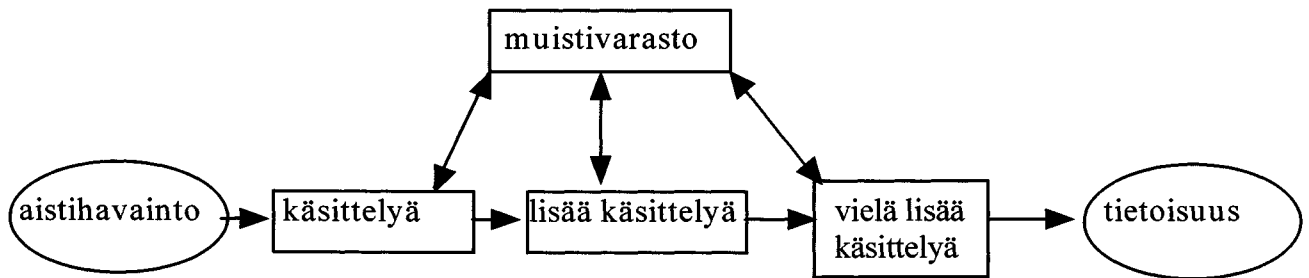 muistivarasto
aistihavainto
käsittelyä
lisää käsittelyä
vielä lisää
käsittelyä
tietoisuus